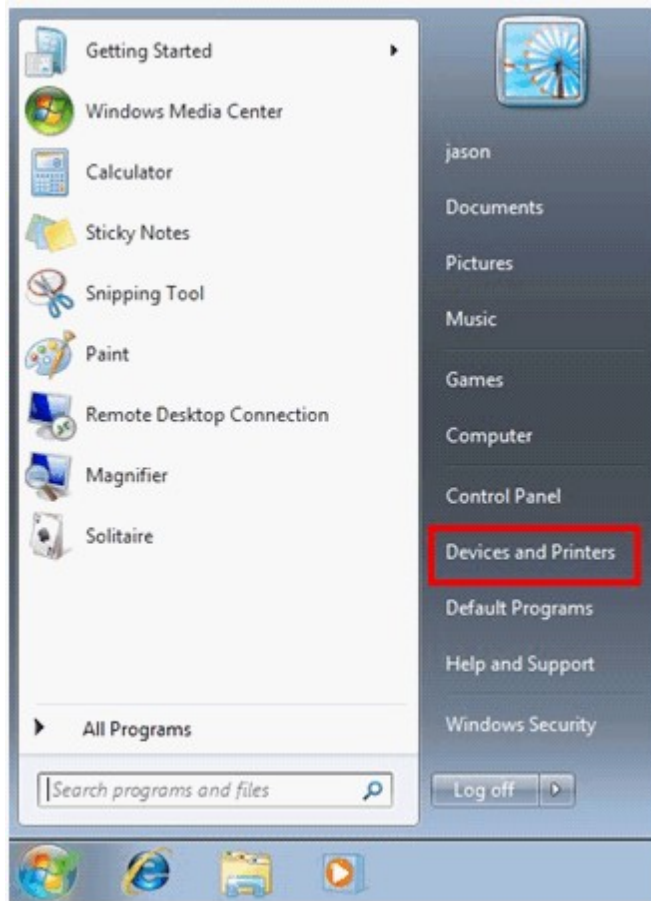 Getting Started
Windows Media Center
Calculator
Sticky Notes
Snipping Tool
Paint
Remote Desktop Connection
Magnifier
Solitaire
All Programs
Search programs and files
jason
Documents
Pictures
Music
Games
Computer
Control Panel
Devices and Printers
Default Programs
Help and Support
Windows Security
Log off